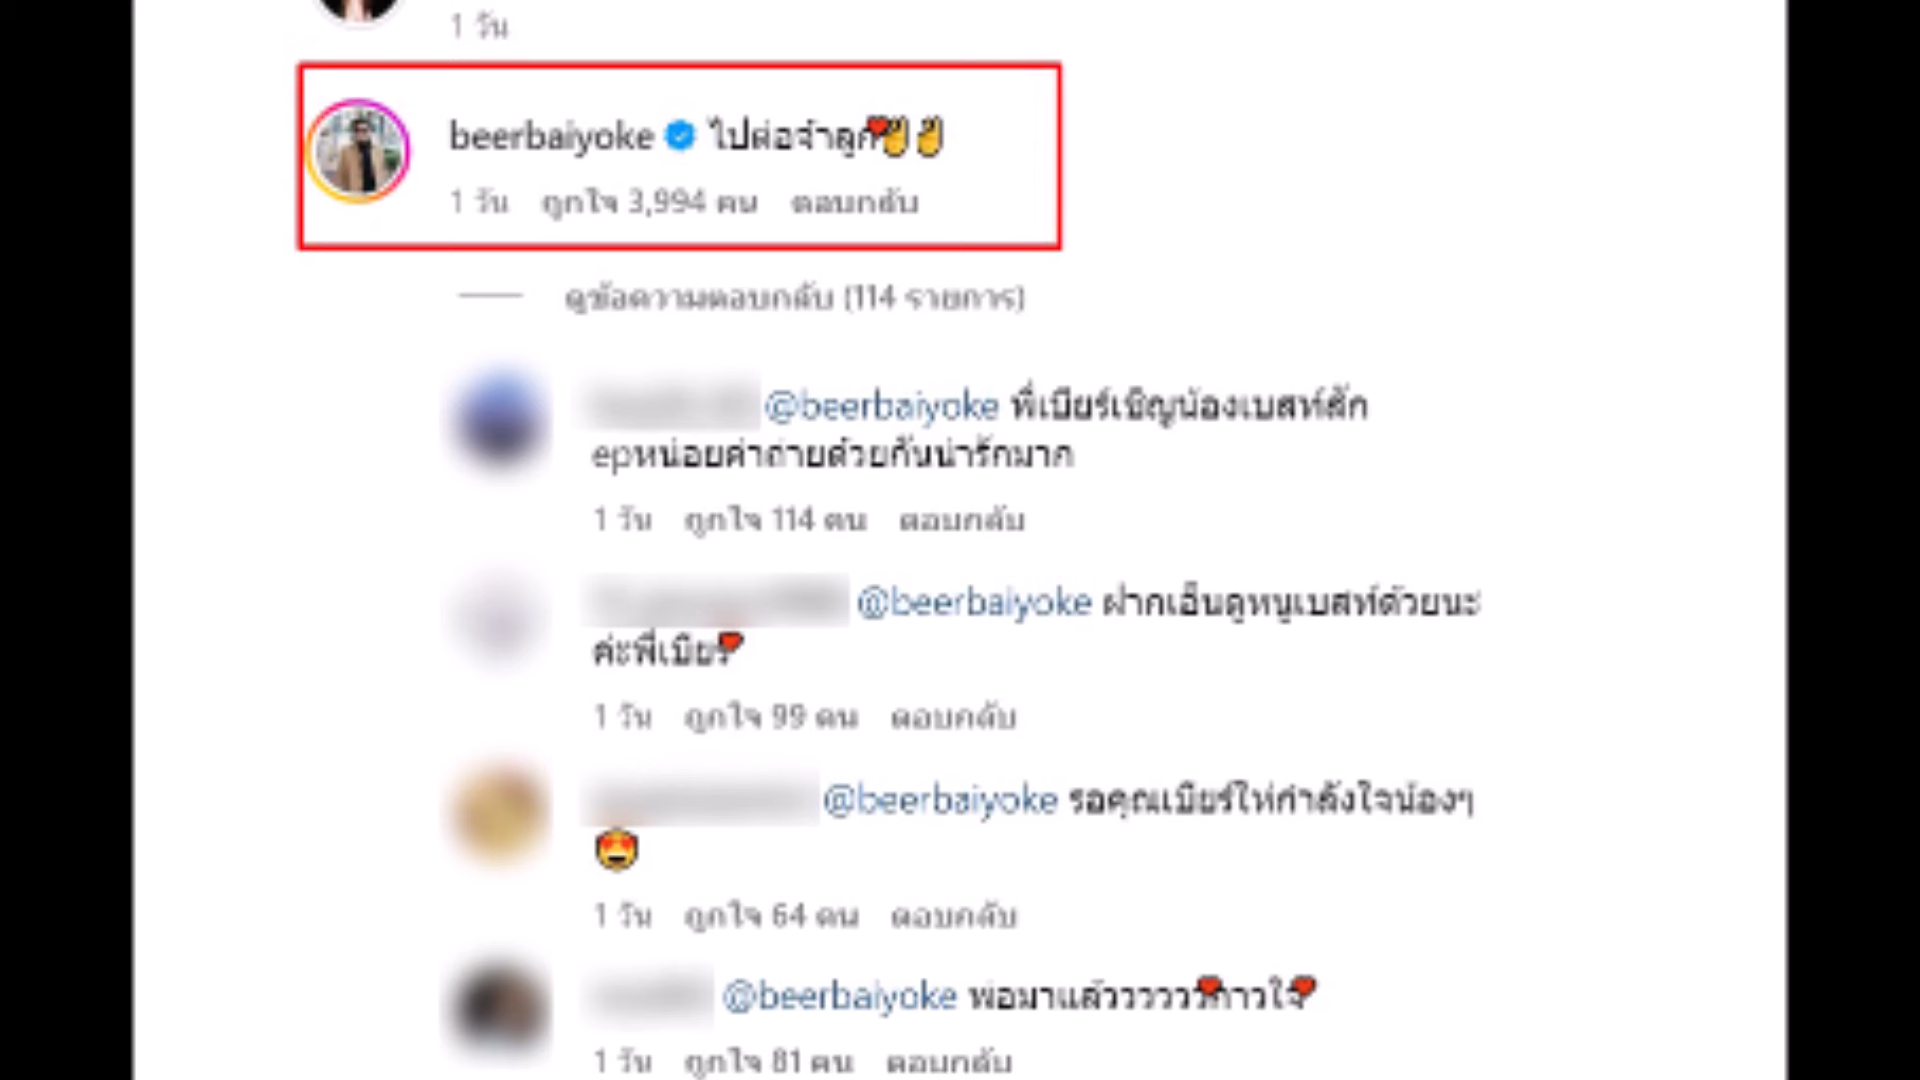 1 วัน
beerbaiyoke ไปต่อจ้าลูก
1 วัน ถูกใจ 3,994 คน ตอบกลับ
ดูข้อความตอบกลับ (114 รายการ)
@beerbaiyoke พี่เบียร์เชิญน้องเบสท์สัก
epหน่อยค่าถ่ายด้วยกันน่ารักมาก
1 วัน ถูกใจ 114 คน ตอบกลับ
@beerbaiyoke ฝากเอ็นดูหนูเบสท์ด้วยนะ
ค่ะพี่เบียร์
1 วัน ถูกใจ 99 คน ตอบกลับ
@beerbaiyoke รอคุณเบียร์ให้กำลังใจน้องๆ
1 วัน ถูกใจ 64 คน ตอบกลับ
@beerbaiyoke พ่อมาแล้วววววว กาวใจ
1 วัน ถูกใจ 81 คน ตอบกลับ